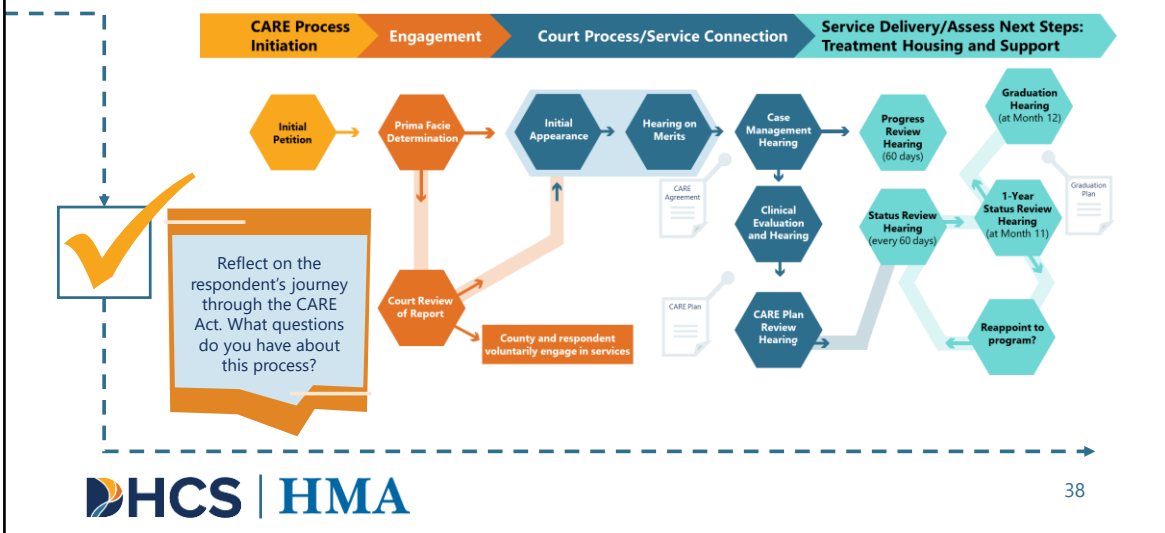 CARE Process
Initiation
Engagement
Court Process/Service Connection
Service Delivery/Assess Next Steps:
Treatment Housing and Support
Initial
Petition
Prima Facie
Determination
Initial
Appearance
Hearing on
Merits
Case
Management
Hearing
Progress
Review
Hearing
(60 days)
Graduation
Hearing
(at Month 12)
CARE
Agreement
Graduation
Plan
Clinical
Evaluation
and Hearing
Status Review
Hearing
(every 60 days)
1-Year
Status Review
Hearing
(at Month 11)
Court Review
of Report
County and respondent
voluntarily engage in services
CARE Plan
CARE Plan
Review
Hearing
Reappoint to
program?
Reflect on the
respondent's journey
through the CARE
Act. What questions
do you have about
this process?
DHCS
HMA
38